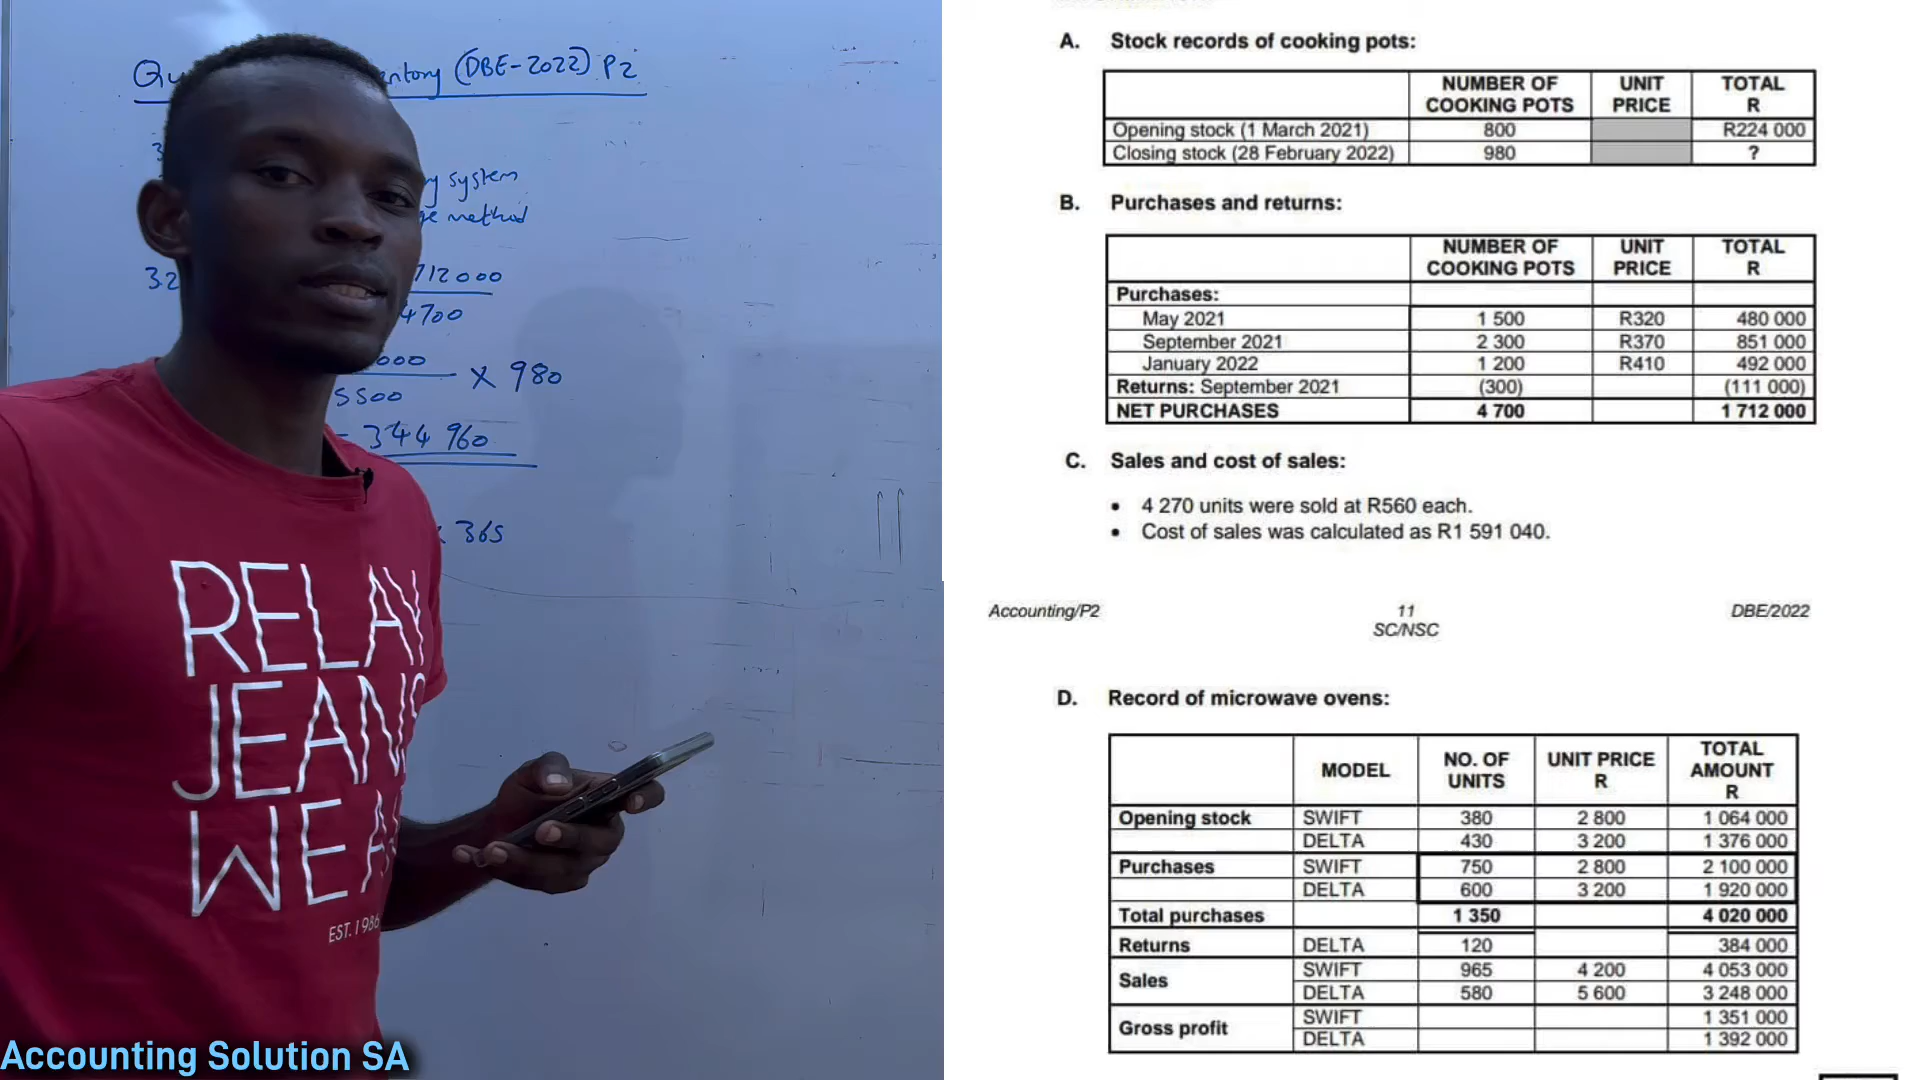 Qu ntory (DBE-2022) P2
3
y system
ge method
32 712000
4700
000 X 980
5500
= 344 960
x 365
RELAY
JEANS
WEA
EST. 1986
Accounting Solution SA
A. Stock records of cooking pots:
NUMBER OF COOKING POTS UNIT PRICE TOTAL R
Opening stock (1 March 2021) 800 R224 000
Closing stock (28 February 2022) 980 ?
B. Purchases and returns:
NUMBER OF COOKING POTS UNIT PRICE TOTAL R
Purchases:
May 2021 1 500 R320 480 000
September 2021 2 300 R370 851 000
January 2022 1 200 R410 492 000
Returns: September 2021 (300) (111 000)
NET PURCHASES 4 700 1 712 000
C. Sales and cost of sales:
• 4 270 units were sold at R560 each.
• Cost of sales was calculated as R1 591 040.
Accounting/P2 11 DBE/2022
SC/NSC
D. Record of microwave ovens:
MODEL NO. OF UNITS UNIT PRICE R TOTAL AMOUNT R
Opening stock SWIFT 380 2 800 1 064 000
DELTA 430 3 200 1 376 000
Purchases SWIFT 750 2 800 2 100 000
DELTA 600 3 200 1 920 000
Total purchases 1 350 4 020 000
Returns DELTA 120 384 000
Sales SWIFT 965 4 200 4 053 000
DELTA 580 5 600 3 248 000
Gross profit SWIFT 1 351 000
DELTA 1 392 000